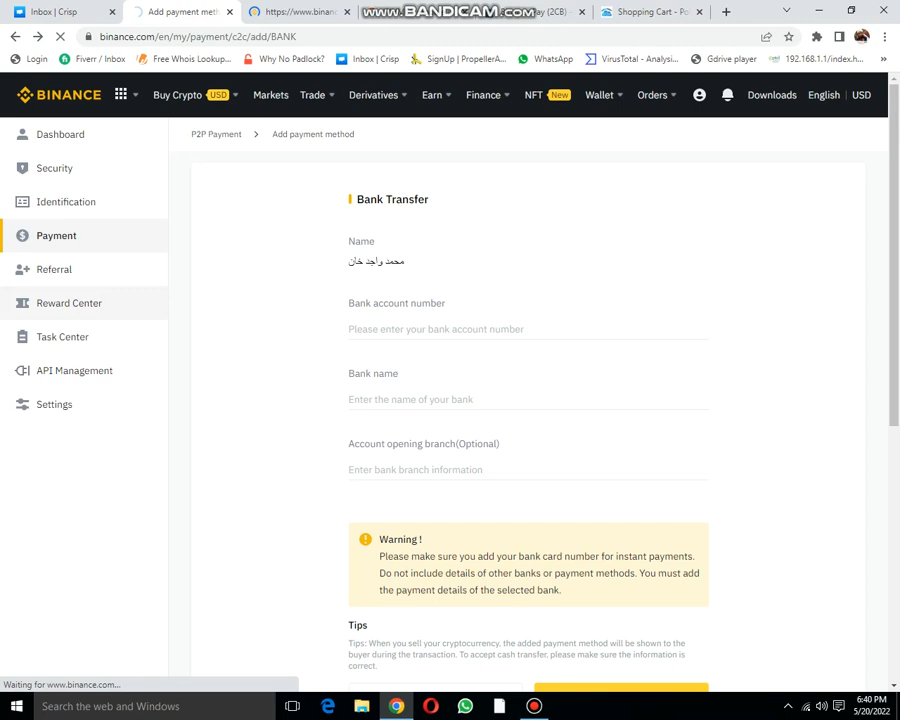 Inbox | Crisp
Add payment meth
https://www.binanc
WWW.BANDICAM.COM
ay (2CB)
Shopping Cart - Po
binance.com/en/my/payment/c2c/add/BANK
Login
Fiverr / Inbox
Free Whois Lookup...
Why No Padlock?
Inbox | Crisp
SignUp | PropellerA...
WhatsApp
VirusTotal - Analysi...
Gdrive player
192.168.1.1/index.h...
BINANCE
Buy Crypto USD
Markets
Trade
Derivatives
Earn
Finance
NFT New
Wallet
Orders
Downloads
English | USD
Dashboard
Security
Identification
Payment
Referral
Reward Center
Task Center
API Management
Settings
P2P Payment > Add payment method
Bank Transfer
Name
محمد واجد خان
Bank account number
Please enter your bank account number
Bank name
Enter the name of your bank
Account opening branch(Optional)
Enter bank branch information
Warning !
Please make sure you add your bank card number for instant payments.
Do not include details of other banks or payment methods. You must add
the payment details of the selected bank.
Tips
Tips: When you sell your cryptocurrency, the added payment method will be shown to the
buyer during the transaction. To accept cash transfer, please make sure the information is
correct.
Waiting for www.binance.com...
Search the web and Windows
6:40 PM
5/20/2022